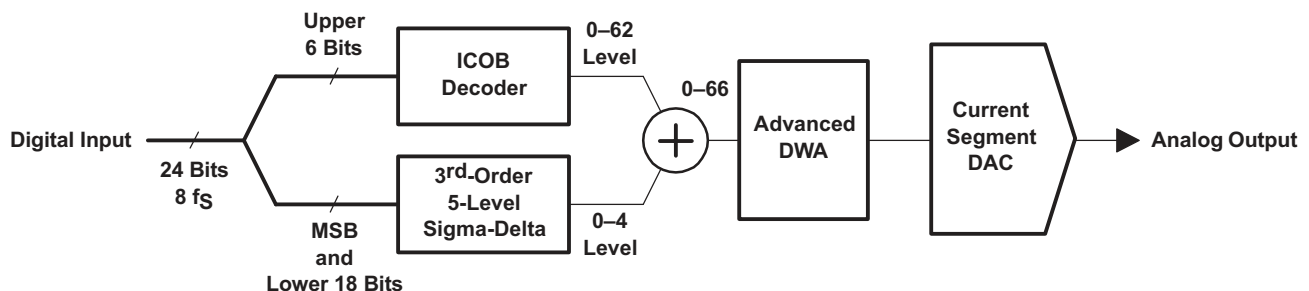 Digital Input
24 Bits
8 fS
Upper
6 Bits
ICOB
Decoder
0–62
Level
MSB
and
Lower 18 Bits
3rd-Order
5-Level
Sigma-Delta
0–4
Level
+
0–66
Advanced
DWA
Current
Segment
DAC
Analog Output